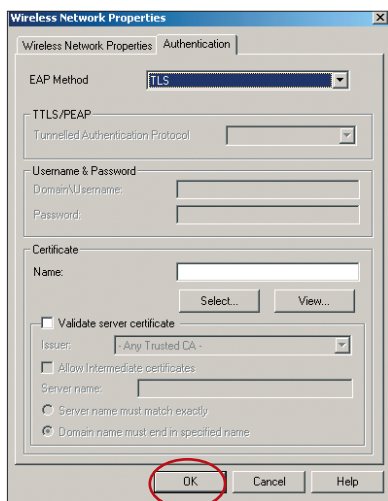 Wireless Network Properties
Wireless Network Properties Authentication
EAP Method TLS
TTLS/PEAP
Tunnelled Authentication Protocol
Username & Password
Domain\Username:
Password:
Certificate
Name:
Select... View...
Validate server certificate
Issuer: - Any Trusted CA -
Allow Intermediate certificates
Server name:
Server name must match exactly
Domain name must end in specified name
OK Cancel Help